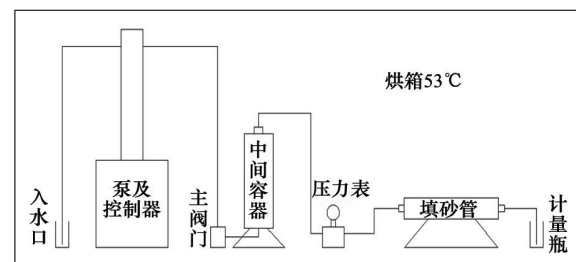 烘箱53℃
入水口
泵及
控制器
主阀门
中间容器
压力表
填砂管
计量瓶